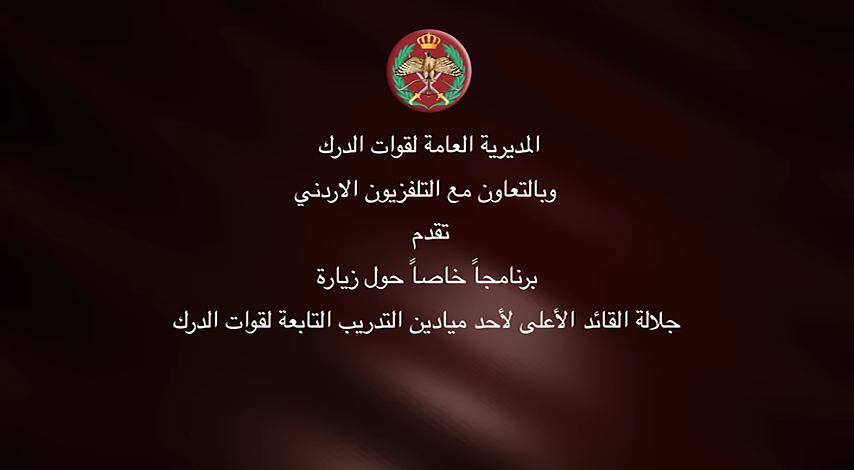 المديرية العامة لقوات الدرك
وبالتعاون مع التلفزيون الاردني
تقدم
برنامجاً خاصاً حول زيارة
جلالة القائد الأعلى لأحد ميادين التدريب التابعة لقوات الدرك